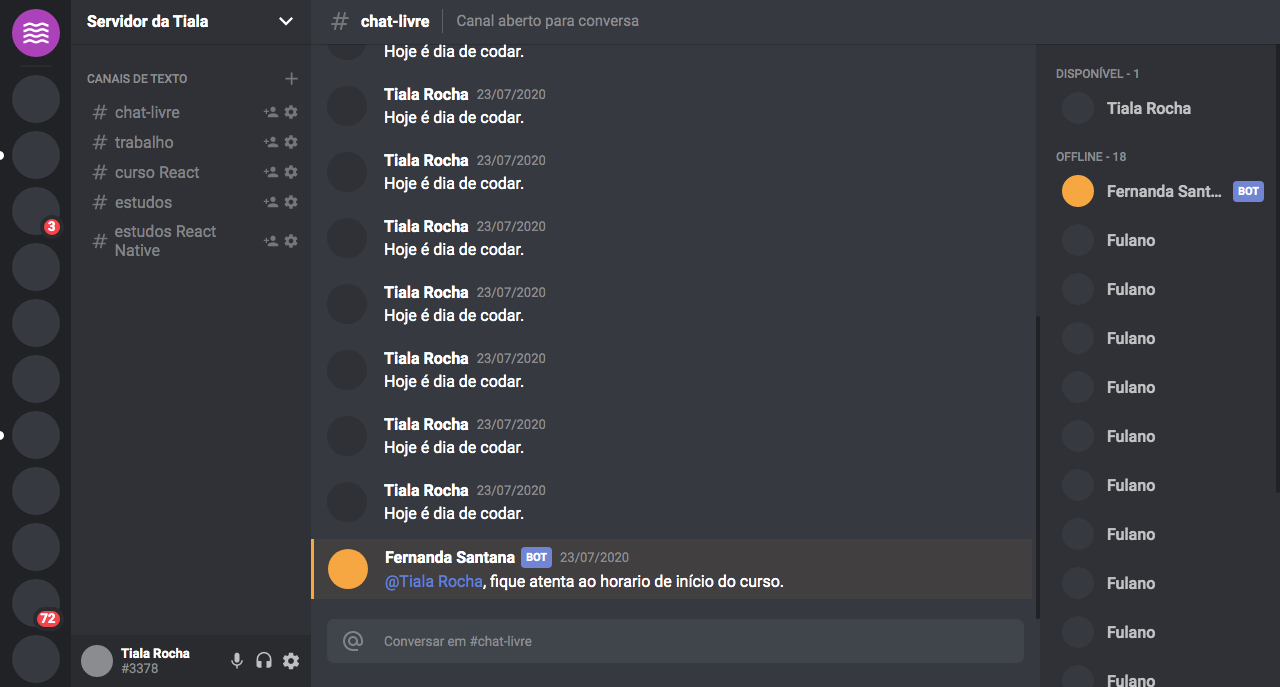 Servidor da Tiala
CANAIS DE TEXTO
chat-livre
trabalho
curso React
estudos
estudos React
Native
3
72
Tiala Rocha
#3378
# chat-livre
Canal aberto para conversa
Hoje é dia de codar.
Tiala Rocha 23/07/2020
Hoje é dia de codar.
Tiala Rocha 23/07/2020
Hoje é dia de codar.
Tiala Rocha 23/07/2020
Hoje é dia de codar.
Tiala Rocha 23/07/2020
Hoje é dia de codar.
Tiala Rocha 23/07/2020
Hoje é dia de codar.
Tiala Rocha 23/07/2020
Hoje é dia de codar.
Tiala Rocha 23/07/2020
Hoje é dia de codar.
Fernanda Santana BOT 23/07/2020
@Tiala Rocha, fique atenta ao horario de início do curso.
Conversar em #chat-livre
DISPONÍVEL - 1
Tiala Rocha
OFFLINE - 18
Fernanda Sant... BOT
Fulano
Fulano
Fulano
Fulano
Fulano
Fulano
Fulano
Fulano
Fulano
Fulano